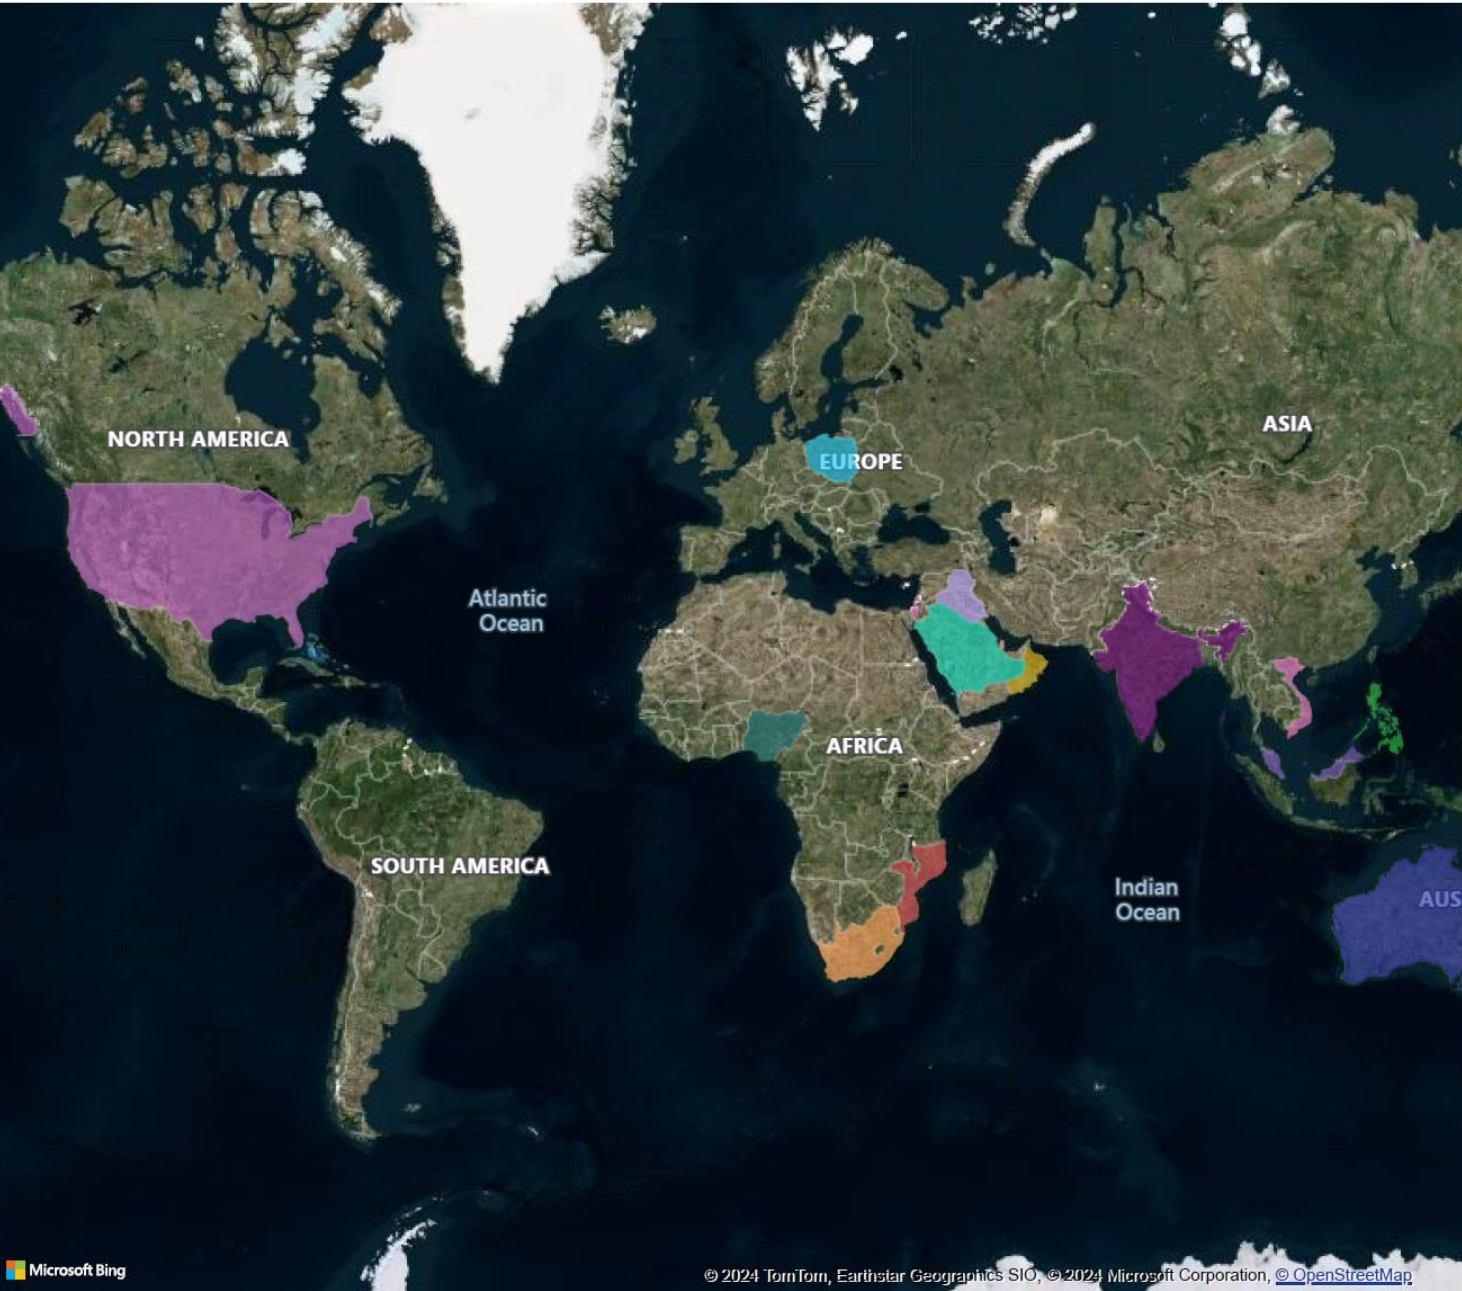 NORTH AMERICA
ASIA
EUROPE
Atlantic
Ocean
AFRICA
SOUTH AMERICA
Indian
Ocean
AUS
Microsoft Bing
© 2024 TomTom, Earthstar Geographics SIO, © 2024 Microsoft Corporation, © OpenStreetMap